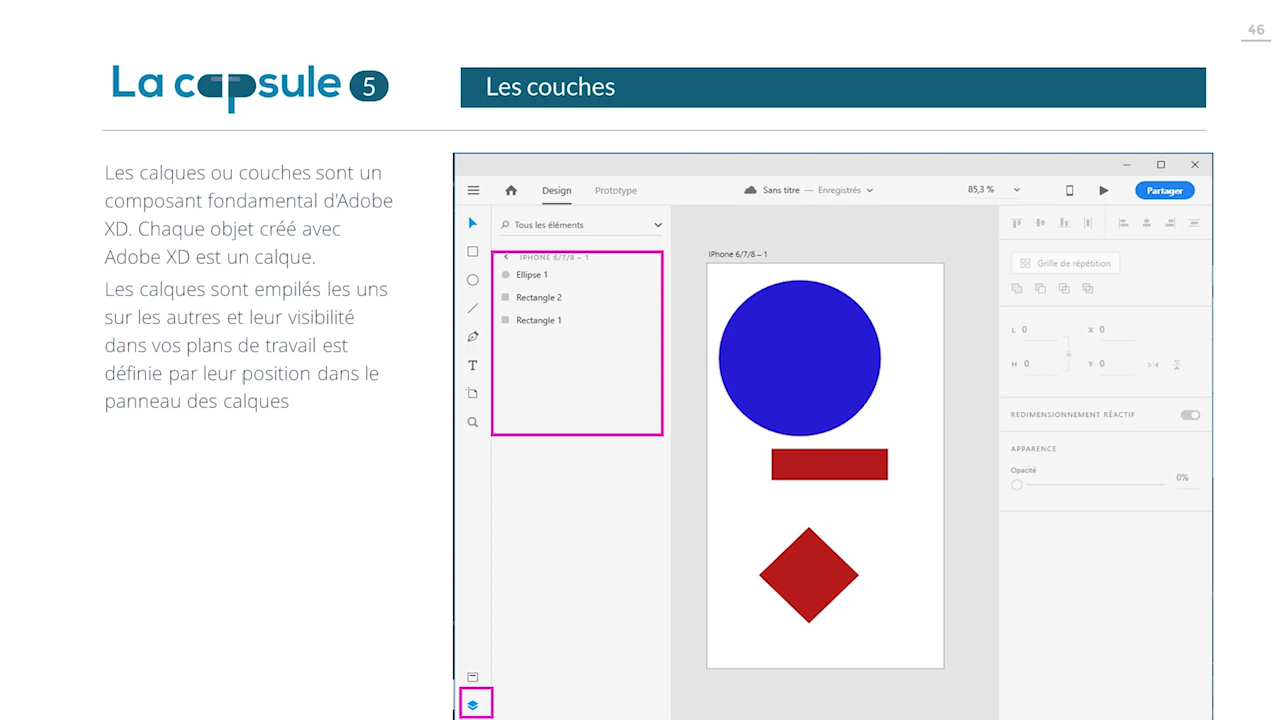 46
La capsule 5
Les couches
Les calques ou couches sont un
composant fondamental d'Adobe
XD. Chaque objet créé avec
Adobe XD est un calque.
Les calques sont empilés les uns
sur les autres et leur visibilité
dans vos plans de travail est
définie par leur position dans le
panneau des calques
Design Prototype Sans titre — Enregistrés 85,3 % Partager
Tous les éléments
IPHONE 6/7/8 – 1
Ellipse 1
Rectangle 2
Rectangle 1
T
iPhone 6/7/8 – 1
Grille de répétition
L 0 X 0
H 0 Y 0
REDIMENSIONNEMENT RÉACTIF
APPARENCE
Opacité
0%